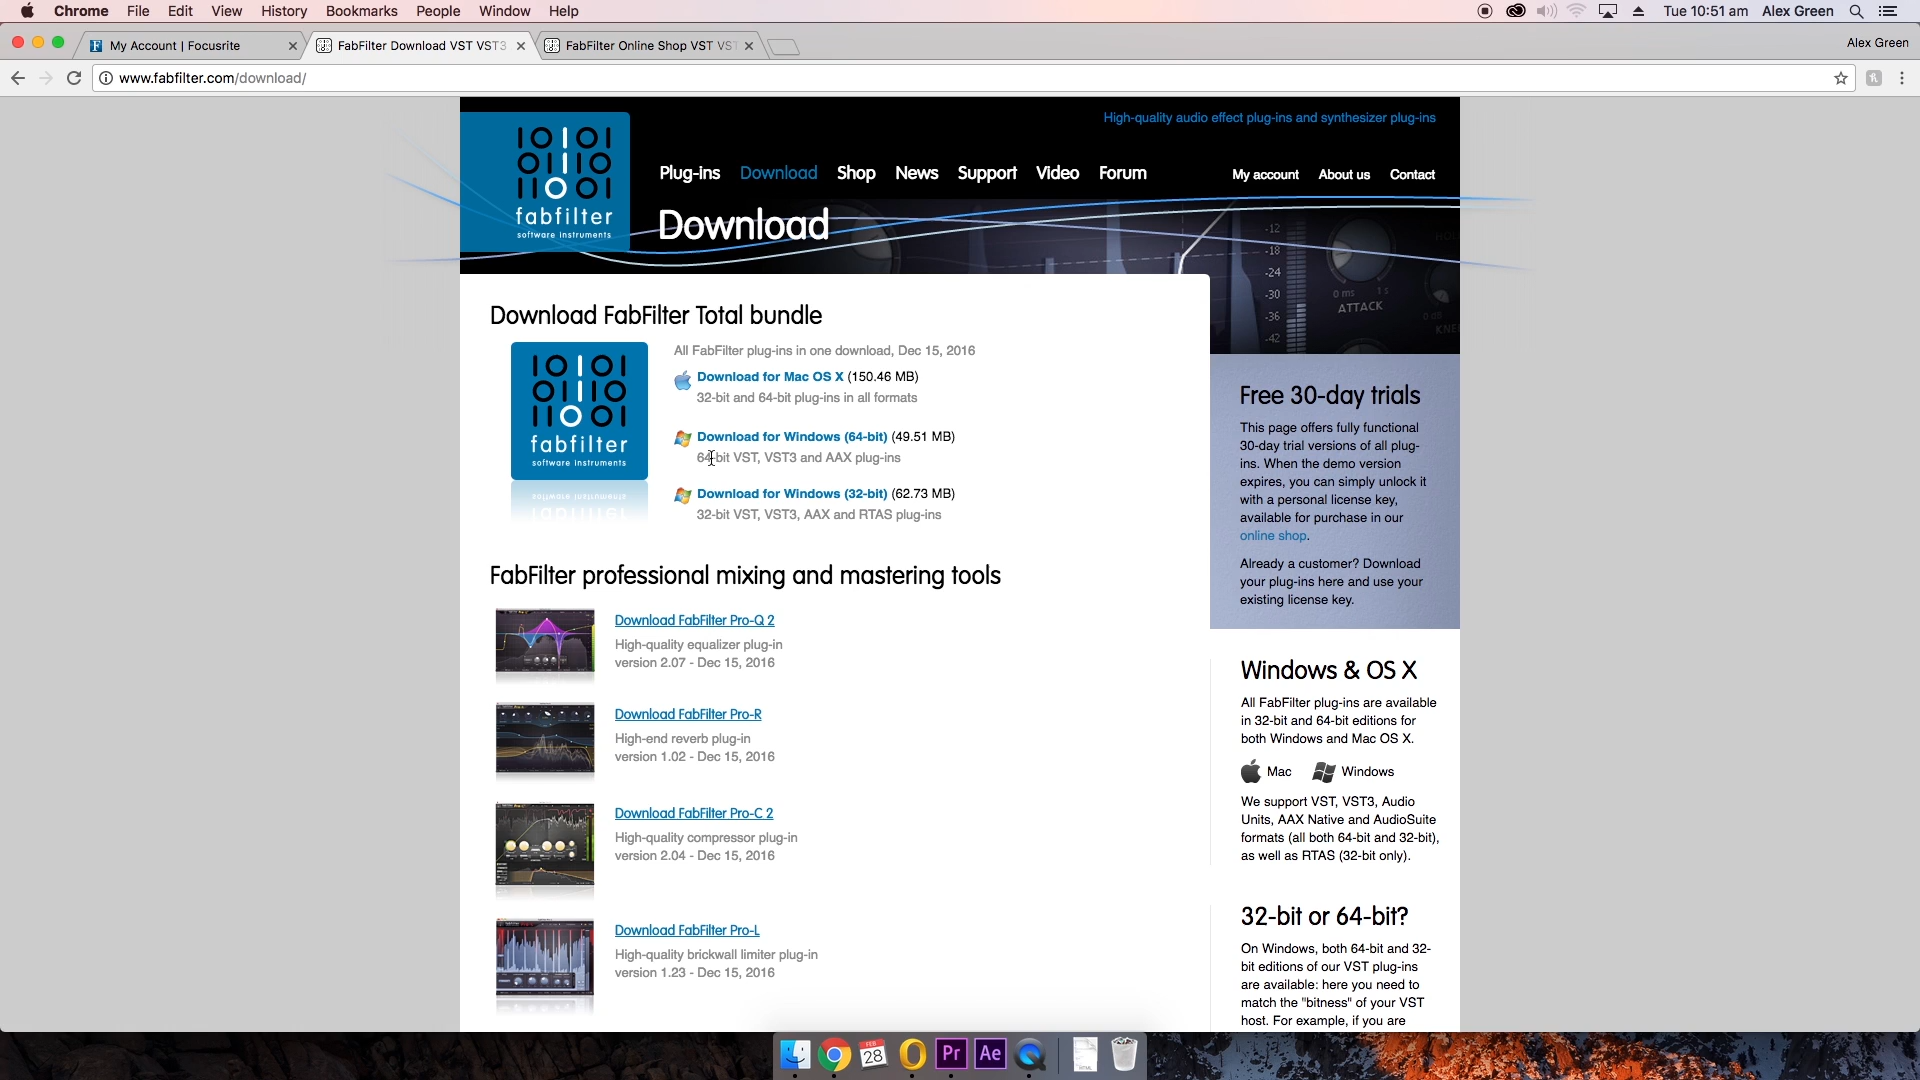 Chrome File Edit View History Bookmarks People Window Help
Tue 10:51 am Alex Green
My Account | Focusrite
FabFilter Download VST VST3
FabFilter Online Shop VST VST
Alex Green
www.fabfilter.com/download/
High-quality audio effect plug-ins and synthesizer plug-ins
fabfilter
software instruments
Plug-ins Download Shop News Support Video Forum
My account About us Contact
Download
-12
-18
-24
-30
-36
-42
0 ms 1 s
ATTACK
Download FabFilter Total bundle
fabfilter
software instruments
All FabFilter plug-ins in one download, Dec 15, 2016
Download for Mac OS X (150.46 MB)
32-bit and 64-bit plug-ins in all formats
Download for Windows (64-bit) (49.51 MB)
64-bit VST, VST3 and AAX plug-ins
Download for Windows (32-bit) (62.73 MB)
32-bit VST, VST3, AAX and RTAS plug-ins
FabFilter professional mixing and mastering tools
Download FabFilter Pro-Q 2
High-quality equalizer plug-in
version 2.07 - Dec 15, 2016
Download FabFilter Pro-R
High-end reverb plug-in
version 1.02 - Dec 15, 2016
Download FabFilter Pro-C 2
High-quality compressor plug-in
version 2.04 - Dec 15, 2016
Download FabFilter Pro-L
High-quality brickwall limiter plug-in
version 1.23 - Dec 15, 2016
Free 30-day trials
This page offers fully functional
30-day trial versions of all plug-
ins. When the demo version
expires, you can simply unlock it
with a personal license key,
available for purchase in our
online shop.
Already a customer? Download
your plug-ins here and use your
existing license key.
Windows & OS X
All FabFilter plug-ins are available
in 32-bit and 64-bit editions for
both Windows and Mac OS X.
Mac Windows
We support VST, VST3, Audio
Units, AAX Native and AudioSuite
formats (all both 64-bit and 32-bit),
as well as RTAS (32-bit only).
32-bit or 64-bit?
On Windows, both 64-bit and 32-
bit editions of our VST plug-ins
are available: here you need to
match the "bitness" of your VST
host. For example, if you are
FEB
28
Pr
Ae
HTML